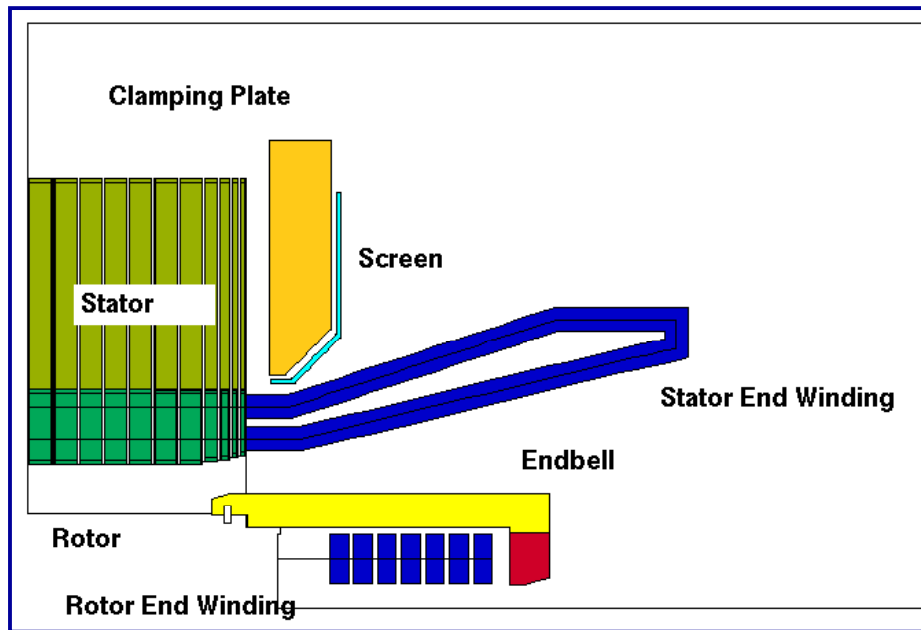 Clamping Plate
Screen
Stator
Stator End Winding
Endbell
Rotor
Rotor End Winding